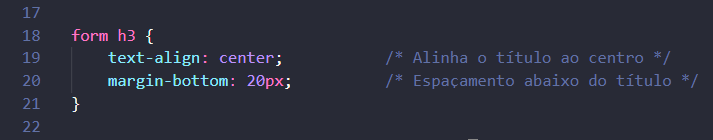 17
18 form h3 {
19 text-align: center; /* Alinha o título ao centro */
20 margin-bottom: 20px; /* Espaçamento abaixo do título */
21 }
22